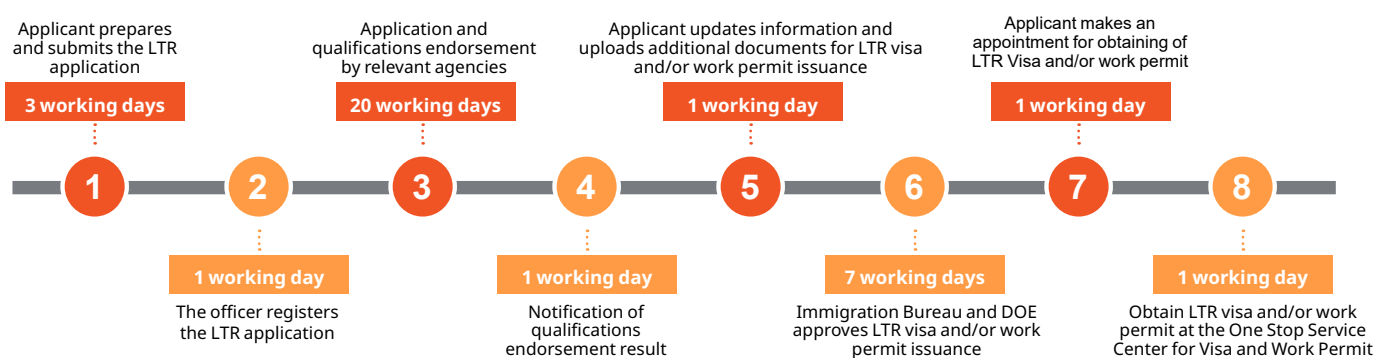 Applicant prepares
and submits the LTR
application
3 working days
1
2
1 working day
The officer registers
the LTR application
Application and
qualifications endorsement
by relevant agencies
20 working days
3
4
1 working day
Notification of
qualifications
endorsement result
Applicant updates information and
uploads additional documents for LTR visa
and/or work permit issuance
1 working day
5
6
7 working days
Immigration Bureau and DOE
approves LTR visa and/or work
permit issuance
Applicant makes an
appointment for obtaining of
LTR Visa and/or work permit
1 working day
7
8
1 working day
Obtain LTR visa and/or work
permit at the One Stop Service
Center for Visa and Work Permit